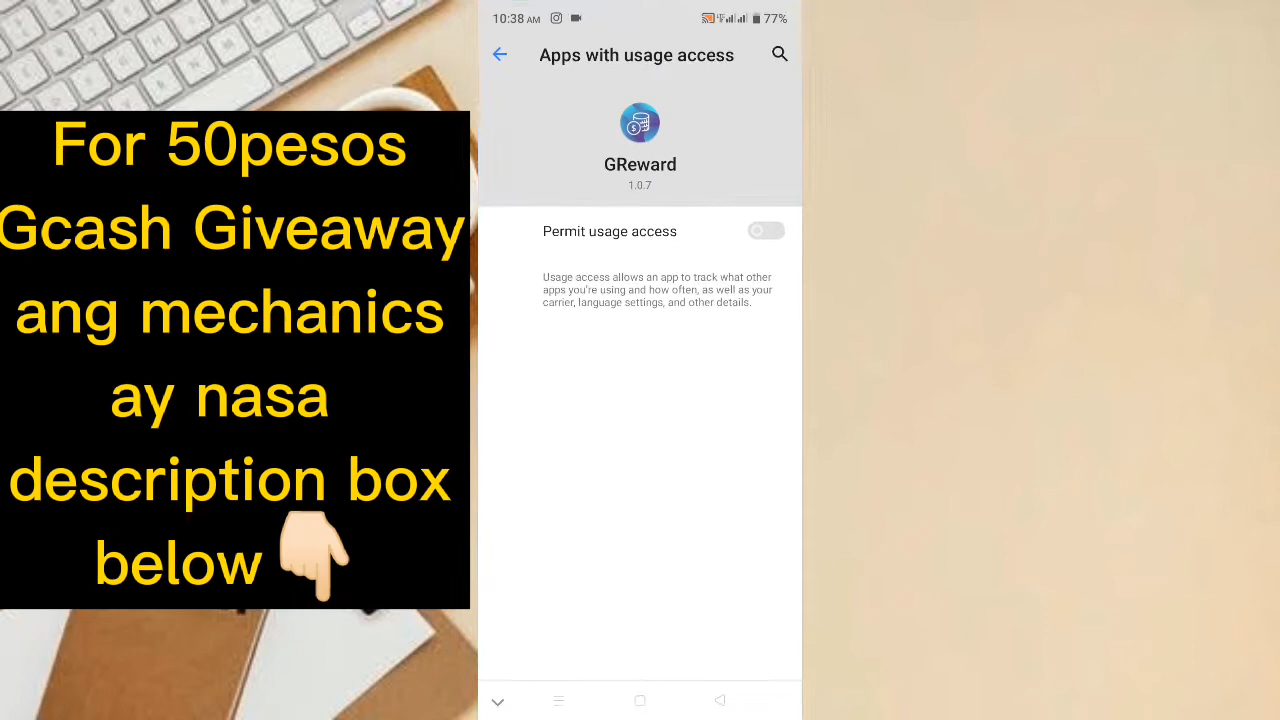 For 50pesos
Gcash Giveaway
ang mechanics
ay nasa
description box
below
10:38 AM
77%
Apps with usage access
GReward
1.0.7
Permit usage access
Usage access allows an app to track what other
apps you're using and how often, as well as your
carrier, language settings, and other details.